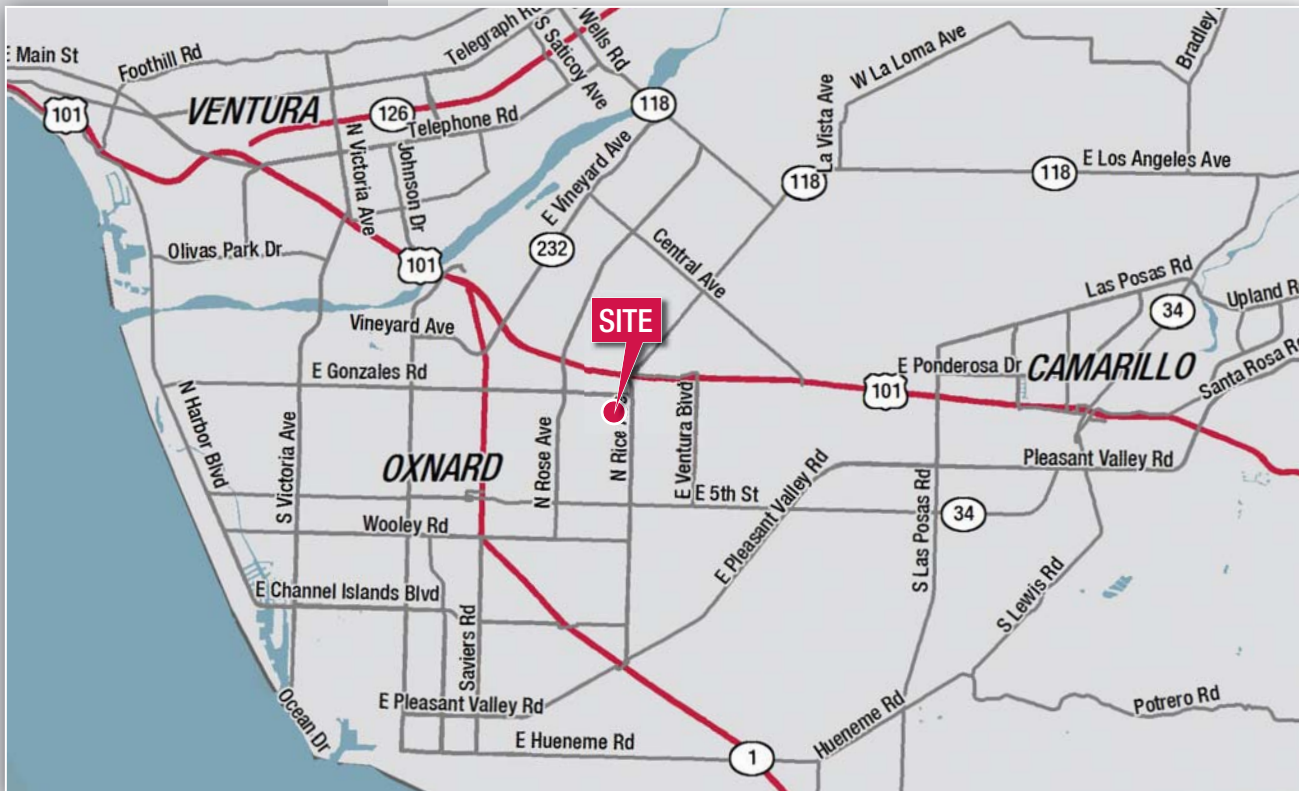 Telegraph Rd
S Wells Rd
S Saticoy Ave
E Main St
Foothill Rd
Bradley
W La Loma Ave
La Vista Ave
VENTURA
101
126
118
Telephone Rd
N Victoria Ave
Johnson Dr
E Vineyard Ave
118
118
E Los Angeles Ave
Olivas Park Dr
101
232
Central Ave
Las Posas Rd
Upland R
34
Vineyard Ave
SITE
E Gonzales Rd
101
E Ponderosa Dr
CAMARILLO
Santa Rosa R
N Harbor Blvd
S Victoria Ave
OXNARD
N Rose Ave
N Rice
E Ventura Blvd
Pleasant Valley Rd
E 5th St
E Pleasant Valley Rd
S Las Posas Rd
34
Wooley Rd
E Channel Islands Blvd
Saviers Rd
S Lewis Rd
Ocean Dr
E Pleasant Valley Rd
E Hueneme Rd
1
Hueneme Rd
Potrero Rd